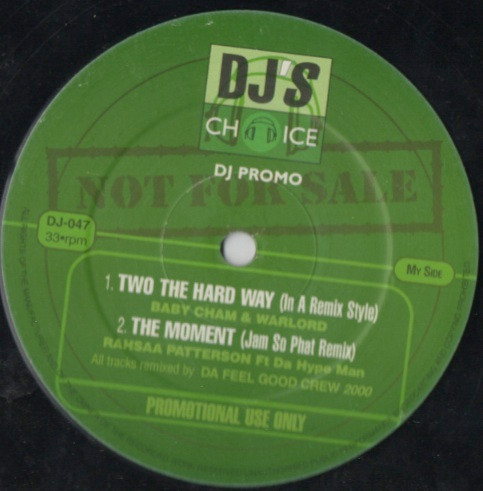 DJ'S
CHOICE
DJ PROMO
NOT FOR SALE
DJ-047
33•rpm
My Side
1. TWO THE HARD WAY (In A Remix Style)
BABY CHAM & WARLORD
2. THE MOMENT (Jam So Phat Remix)
RAHSAA PATTERSON Ft Da Hype Man
All tracks remixed by DA FEEL GOOD CREW 2000
PROMOTIONAL USE ONLY